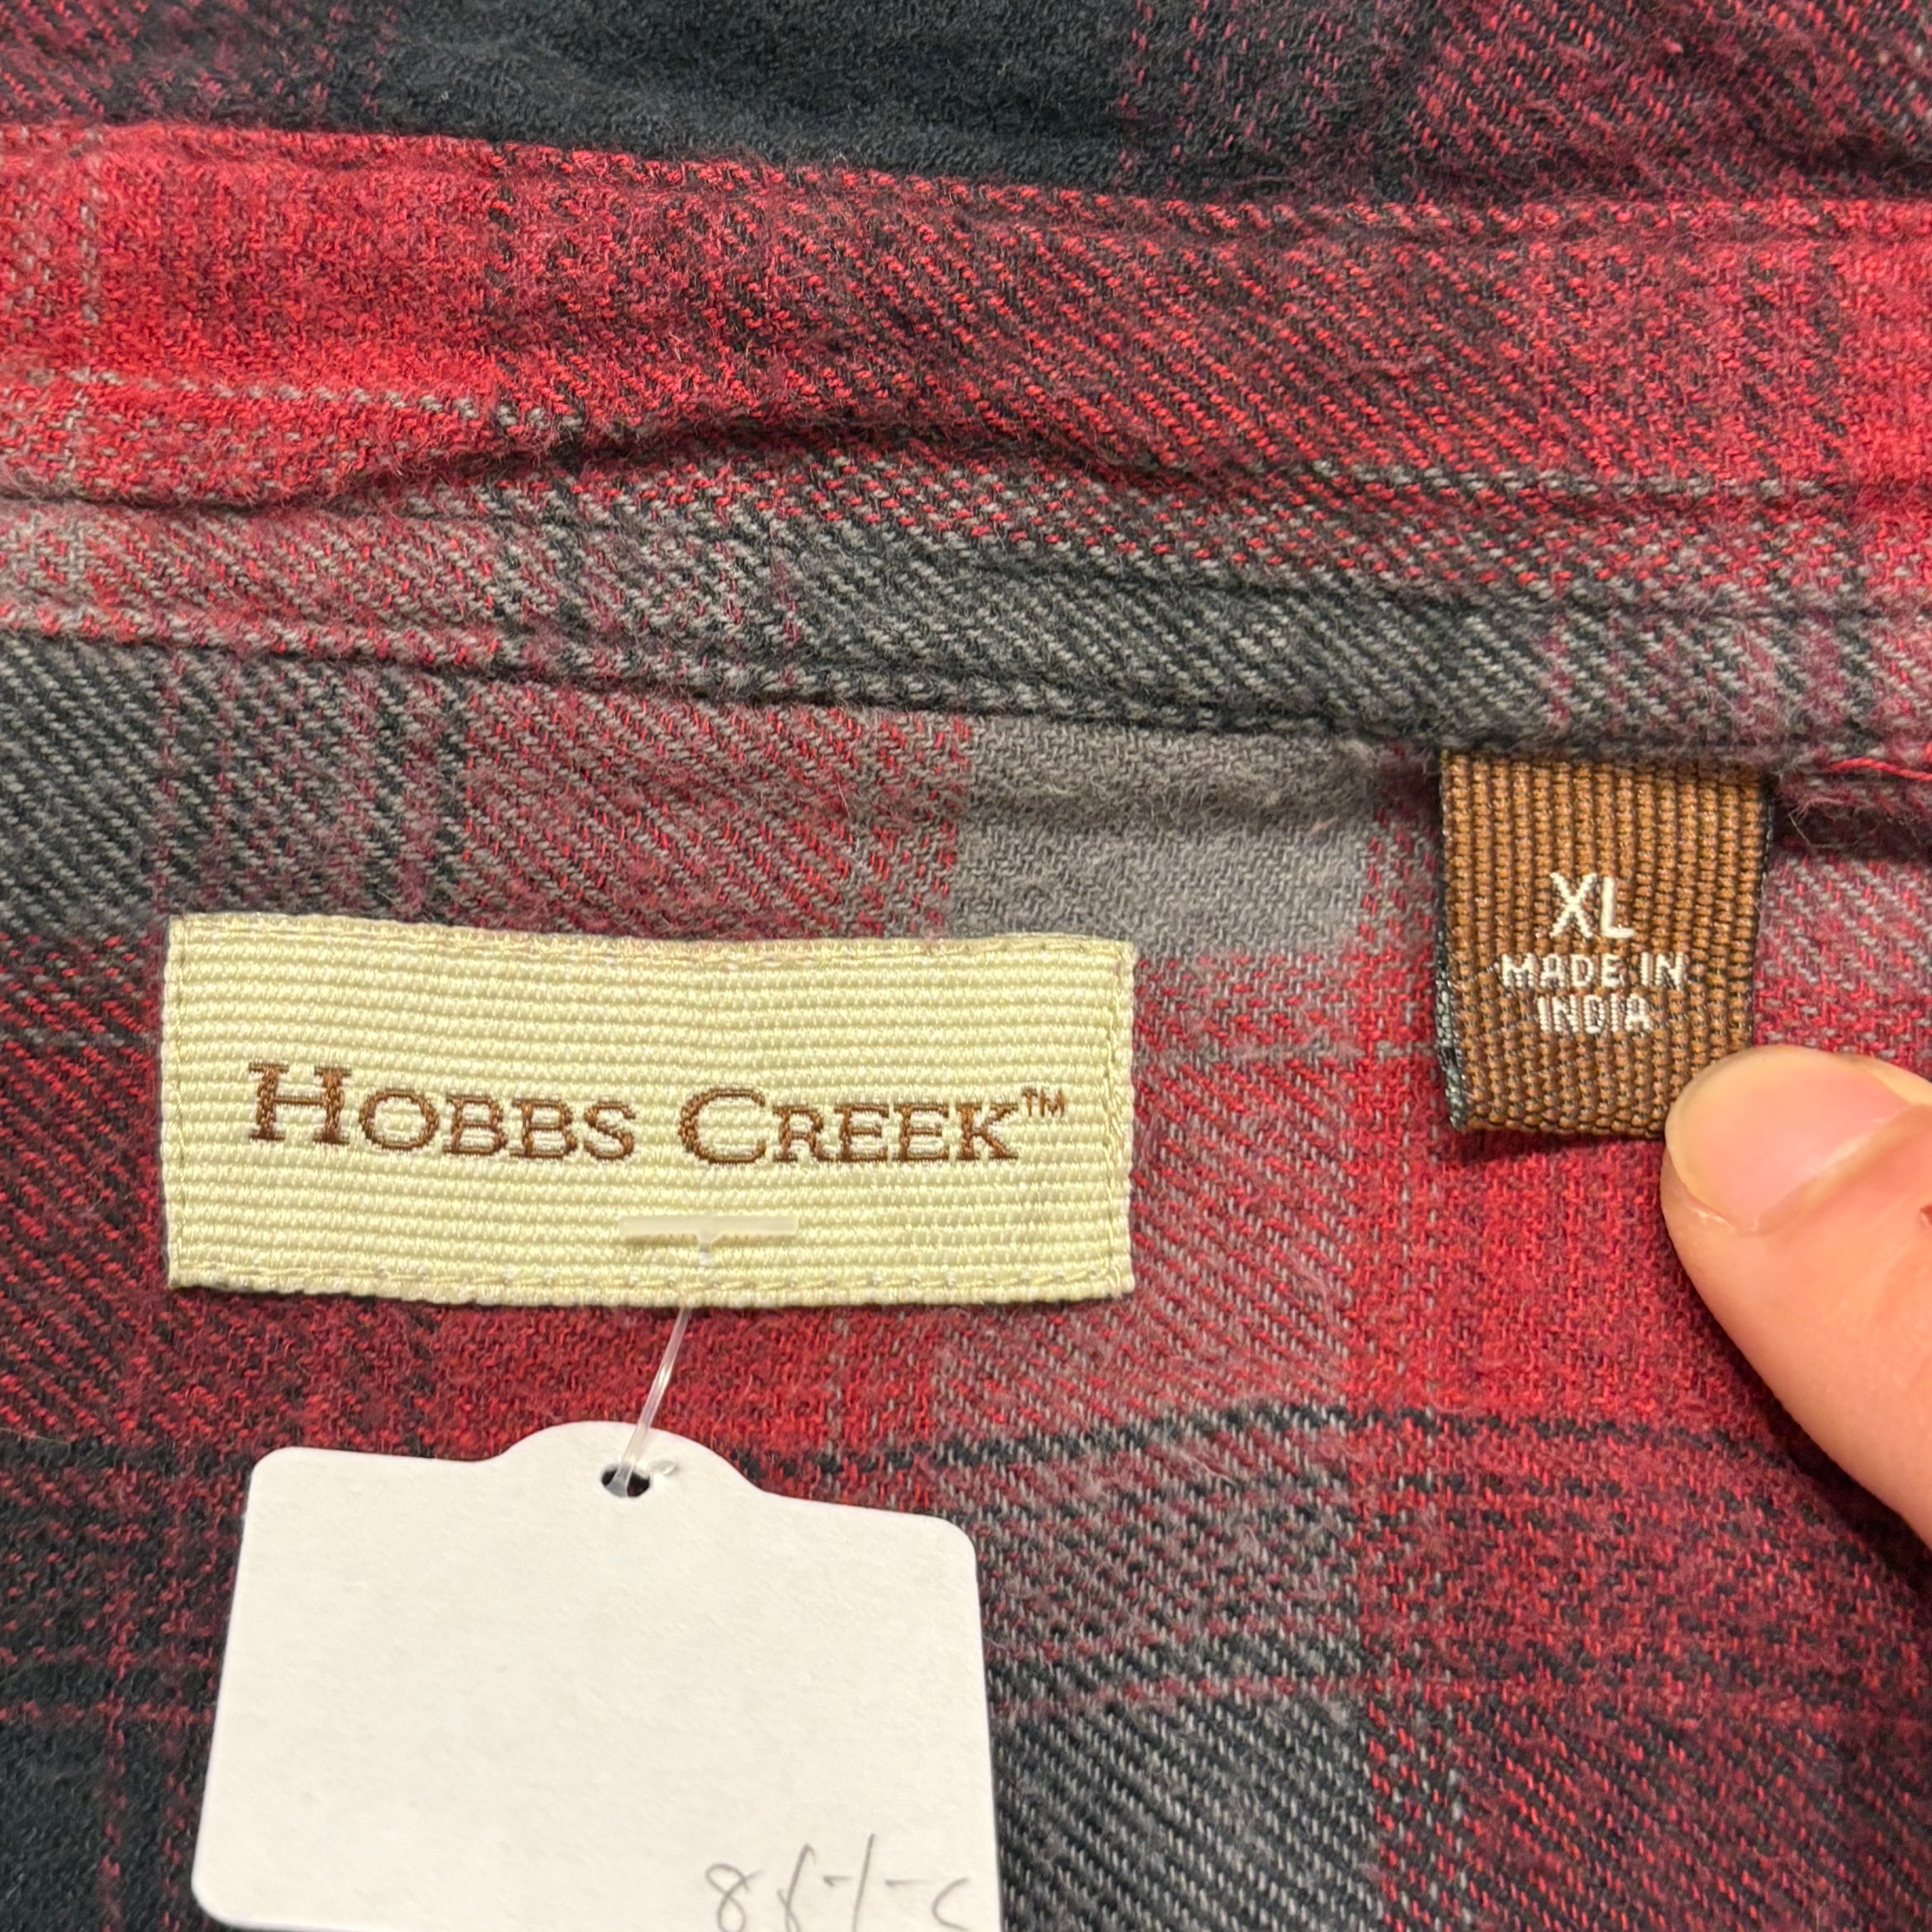 HOBBS CREEK™
XL
MADE IN
INDIA